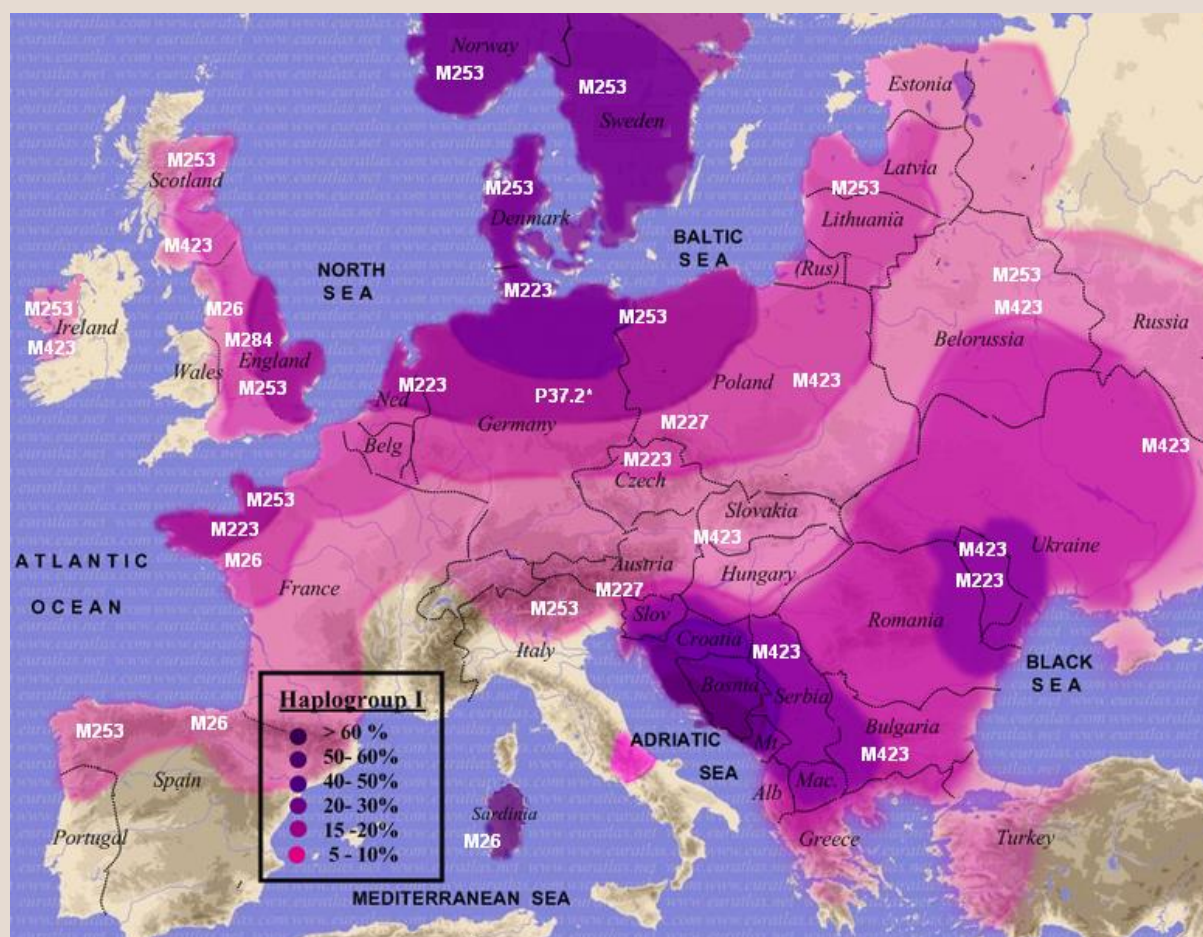 www.euratlas.net
Norway
M253
M253
Sweden
Estonia
M253
Scotland
Latvia
M253
M253
Denmark
Lithuania
M423
BALTIC
SEA
NORTH
SEA
(Rus)
M253
M223
M253
Ireland
M26
M253
M423
Russia
M423
M284
England
Belorussia
Wales
M253
M223
Ned
P37.2*
Poland
M423
Germany
M227
Belg
M423
M223
Czech
M253
Slovakia
M223
M423
M423
Ukraine
M26
ATLANTIC
Austria
Hungary
M223
France
M227
OCEAN
M253
Slov
Romania
Italy
Croatia
M423
BLACK
SEA
Haplogroup I
> 60 %
50- 60%
40- 50%
20- 30%
15 -20%
5 - 10%
Bosnia
Serbia
M253
M26
Bulgaria
ADRIATIC
SEA
Mt.
M423
Spain
Mac.
Alb
Sardinia
Portugal
M26
Greece
Turkey
MEDITERRANEAN SEA